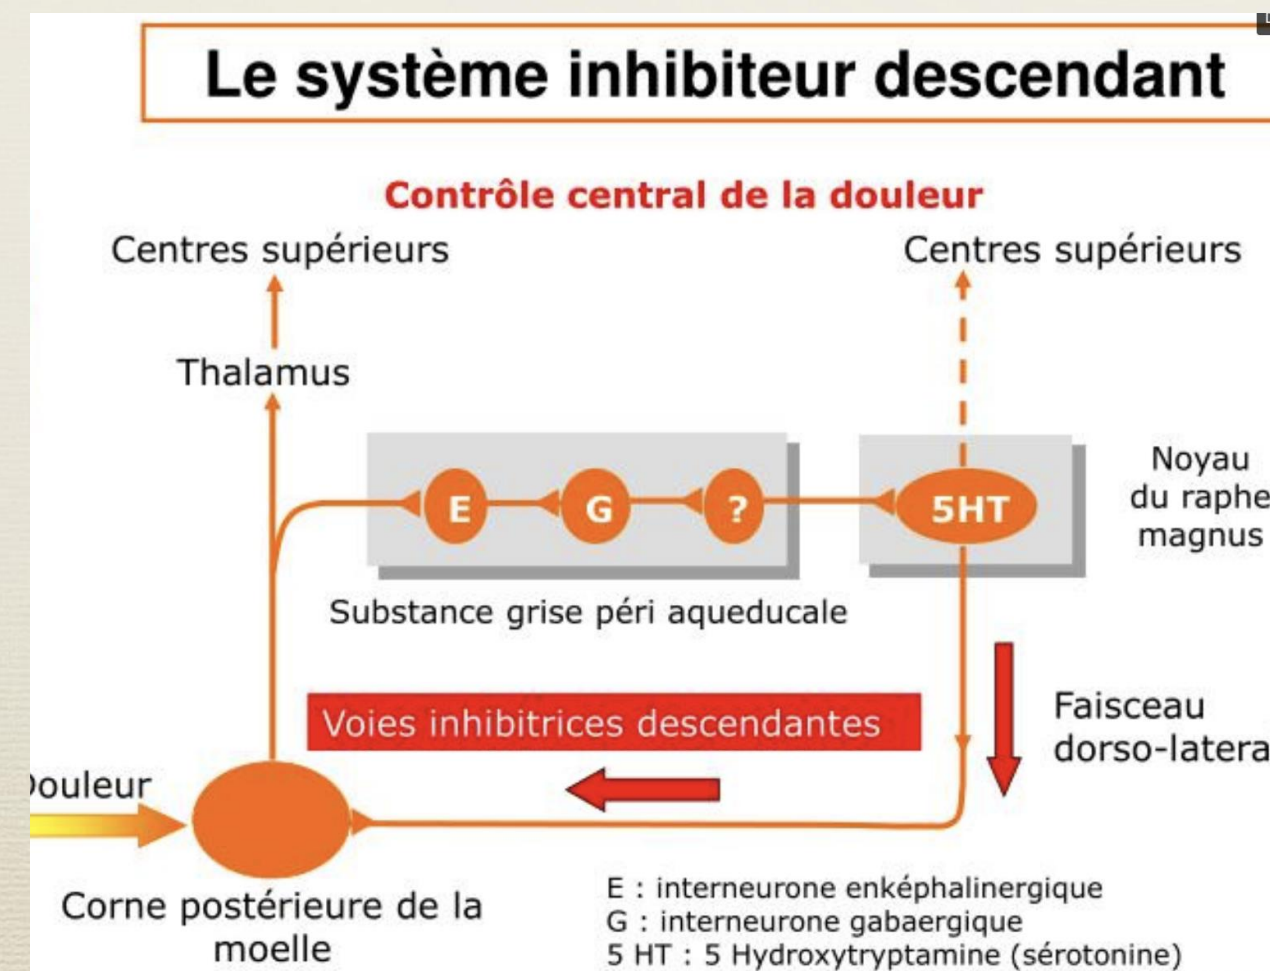 Le système inhibiteur descendant
Contrôle central de la douleur
Centres supérieurs
Centres supérieurs
Thalamus
E
G
?
5HT
Noyau
du raphe
magnus
Substance grise péri aqueducale
Voies inhibitrices descendantes
Faisceau
dorso-latera
Douleur
Corne postérieure de la
moelle
E : interneurone enképhalinergique
G : interneurone gabaergique
5 HT : 5 Hydroxytryptamine (sérotonine)